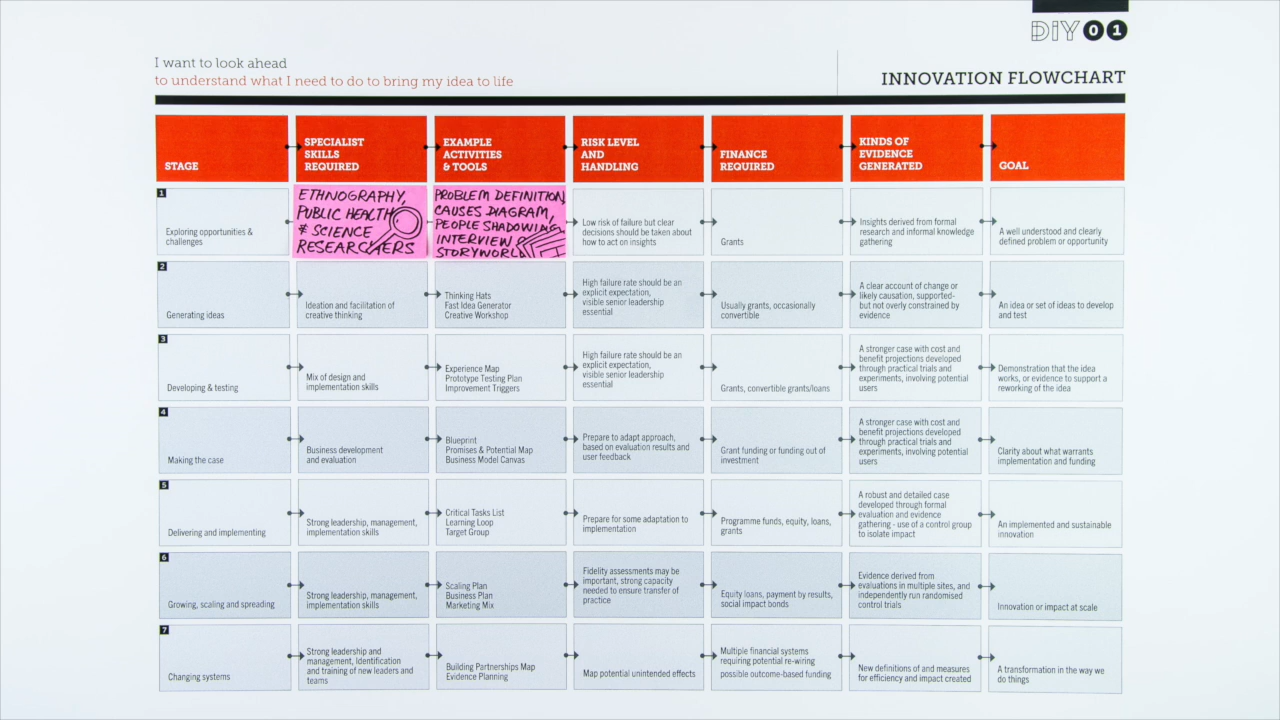 DIY 01
I want to look ahead
to understand what I need to do to bring my idea to life
INNOVATION FLOWCHART
STAGE
SPECIALIST
SKILLS
REQUIRED
EXAMPLE
ACTIVITIES
& TOOLS
RISK LEVEL
AND
HANDLING
FINANCE
REQUIRED
KINDS OF
EVIDENCE
GENERATED
GOAL
1
Exploring opportunities &
challenges
ETHNOGRAPHY,
PUBLIC HEALTH
& SCIENCE
RESEARCHERS
PROBLEM DEFINITION,
CAUSES DIAGRAM,
PEOPLE SHADOWING,
INTERVIEW
STORYWORLD
Low risk of failure but clear
decisions should be taken about
how to act on insights
Grants
Insights derived from formal
research and informal knowledge
gathering
A well understood and clearly
defined problem or opportunity
2
Generating ideas
Ideation and facilitation of
creative thinking
Thinking Hats
Fast Idea Generator
Creative Workshop
High failure rate should be an
explicit expectation,
visible senior leadership
essential
Usually grants, occasionally
convertible
A clear account of change or
likely causation, supported-
but not overly constrained by
evidence
An idea or set of ideas to develop
and test
3
Developing & testing
Mix of design and
implementation skills
Experience Map
Prototype Testing Plan
Improvement Triggers
High failure rate should be an
explicit expectation,
visible senior leadership
essential
Grants, convertible grants/loans
A stronger case with cost and
benefit projections developed
through practical trials and
experiments, involving potential
users
Demonstration that the idea
works, or evidence to support a
reworking of the idea
4
Making the case
Business development
and evaluation
Blueprint
Promises & Potential Map
Business Model Canvas
Prepare to adapt approach,
based on evaluation results and
user feedback
Grant funding or funding out of
investment
A stronger case with cost and
benefit projections developed
through practical trials and
experiments, involving potential
users
Clarity about what warrants
implementation and funding
5
Delivering and implementing
Strong leadership, management,
implementation skills
Critical Tasks List
Learning Loop
Target Group
Prepare for some adaptation to
implementation
Programme funds, equity, loans,
grants
A robust and detailed case
developed through formal
evaluation and evidence
gathering - use of a control group
to isolate impact
An implemented and sustainable
innovation
6
Growing, scaling and spreading
Strong leadership, management,
implementation skills
Scaling Plan
Business Plan
Marketing Mix
Fidelity assessments may be
important, strong capacity
needed to ensure transfer of
practice
Equity loans, payment by results,
social impact bonds
Evidence derived from
evaluations in multiple sites, and
independently run randomised
control trials
Innovation or impact at scale
7
Changing systems
Strong leadership and
management, Identification
and training of new leaders and
teams
Building Partnerships Map
Evidence Planning
Map potential unintended effects
Multiple financial systems
requiring potential re-wiring
possible outcome-based funding
New definitions of and measures
for efficiency and impact created
A transformation in the way we
do things